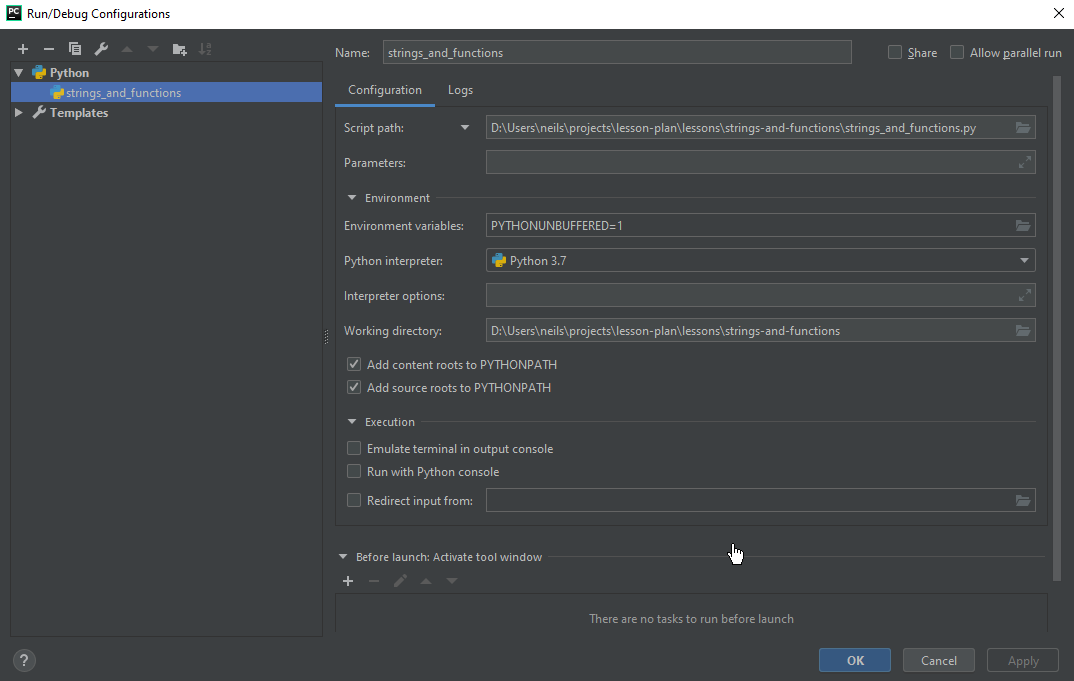 PC Run/Debug Configurations
Name: strings_and_functions Share Allow parallel run
Python
strings_and_functions
Templates
Configuration Logs
Script path: D:\Users\neils\projects\lesson-plan\lessons\strings-and-functions\strings_and_functions.py
Parameters:
Environment
Environment variables: PYTHONUNBUFFERED=1
Python interpreter: Python 3.7
Interpreter options:
Working directory: D:\Users\neils\projects\lesson-plan\lessons\strings-and-functions
Add content roots to PYTHONPATH
Add source roots to PYTHONPATH
Execution
Emulate terminal in output console
Run with Python console
Redirect input from:
Before launch: Activate tool window
There are no tasks to run before launch
? OK Cancel Apply